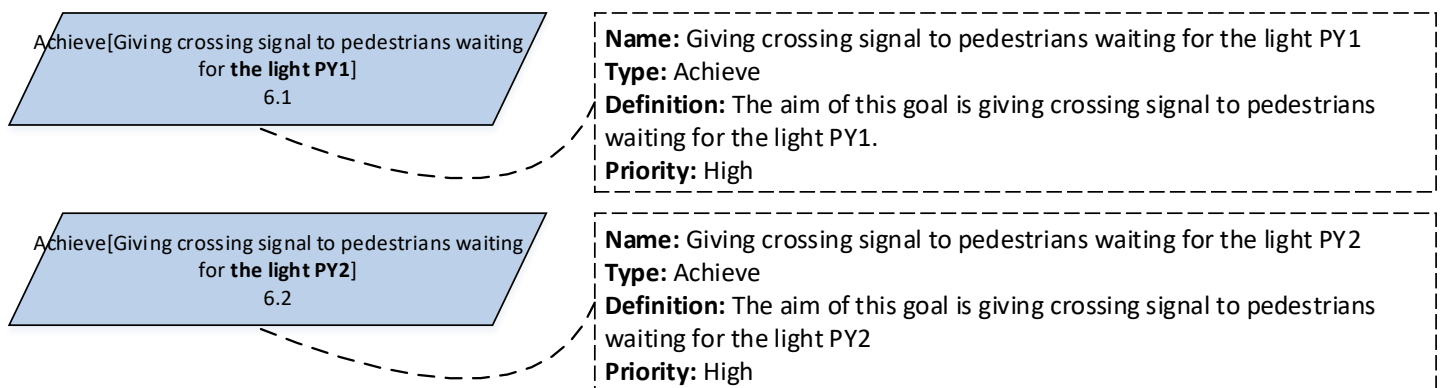 Achieve[Giving crossing signal to pedestrians waiting
for the light PY1]
6.1
Name: Giving crossing signal to pedestrians waiting for the light PY1
Type: Achieve
Definition: The aim of this goal is giving crossing signal to pedestrians
waiting for the light PY1.
Priority: High
Achieve[Giving crossing signal to pedestrians waiting
for the light PY2]
6.2
Name: Giving crossing signal to pedestrians waiting for the light PY2
Type: Achieve
Definition: The aim of this goal is giving crossing signal to pedestrians
waiting for the light PY2
Priority: High